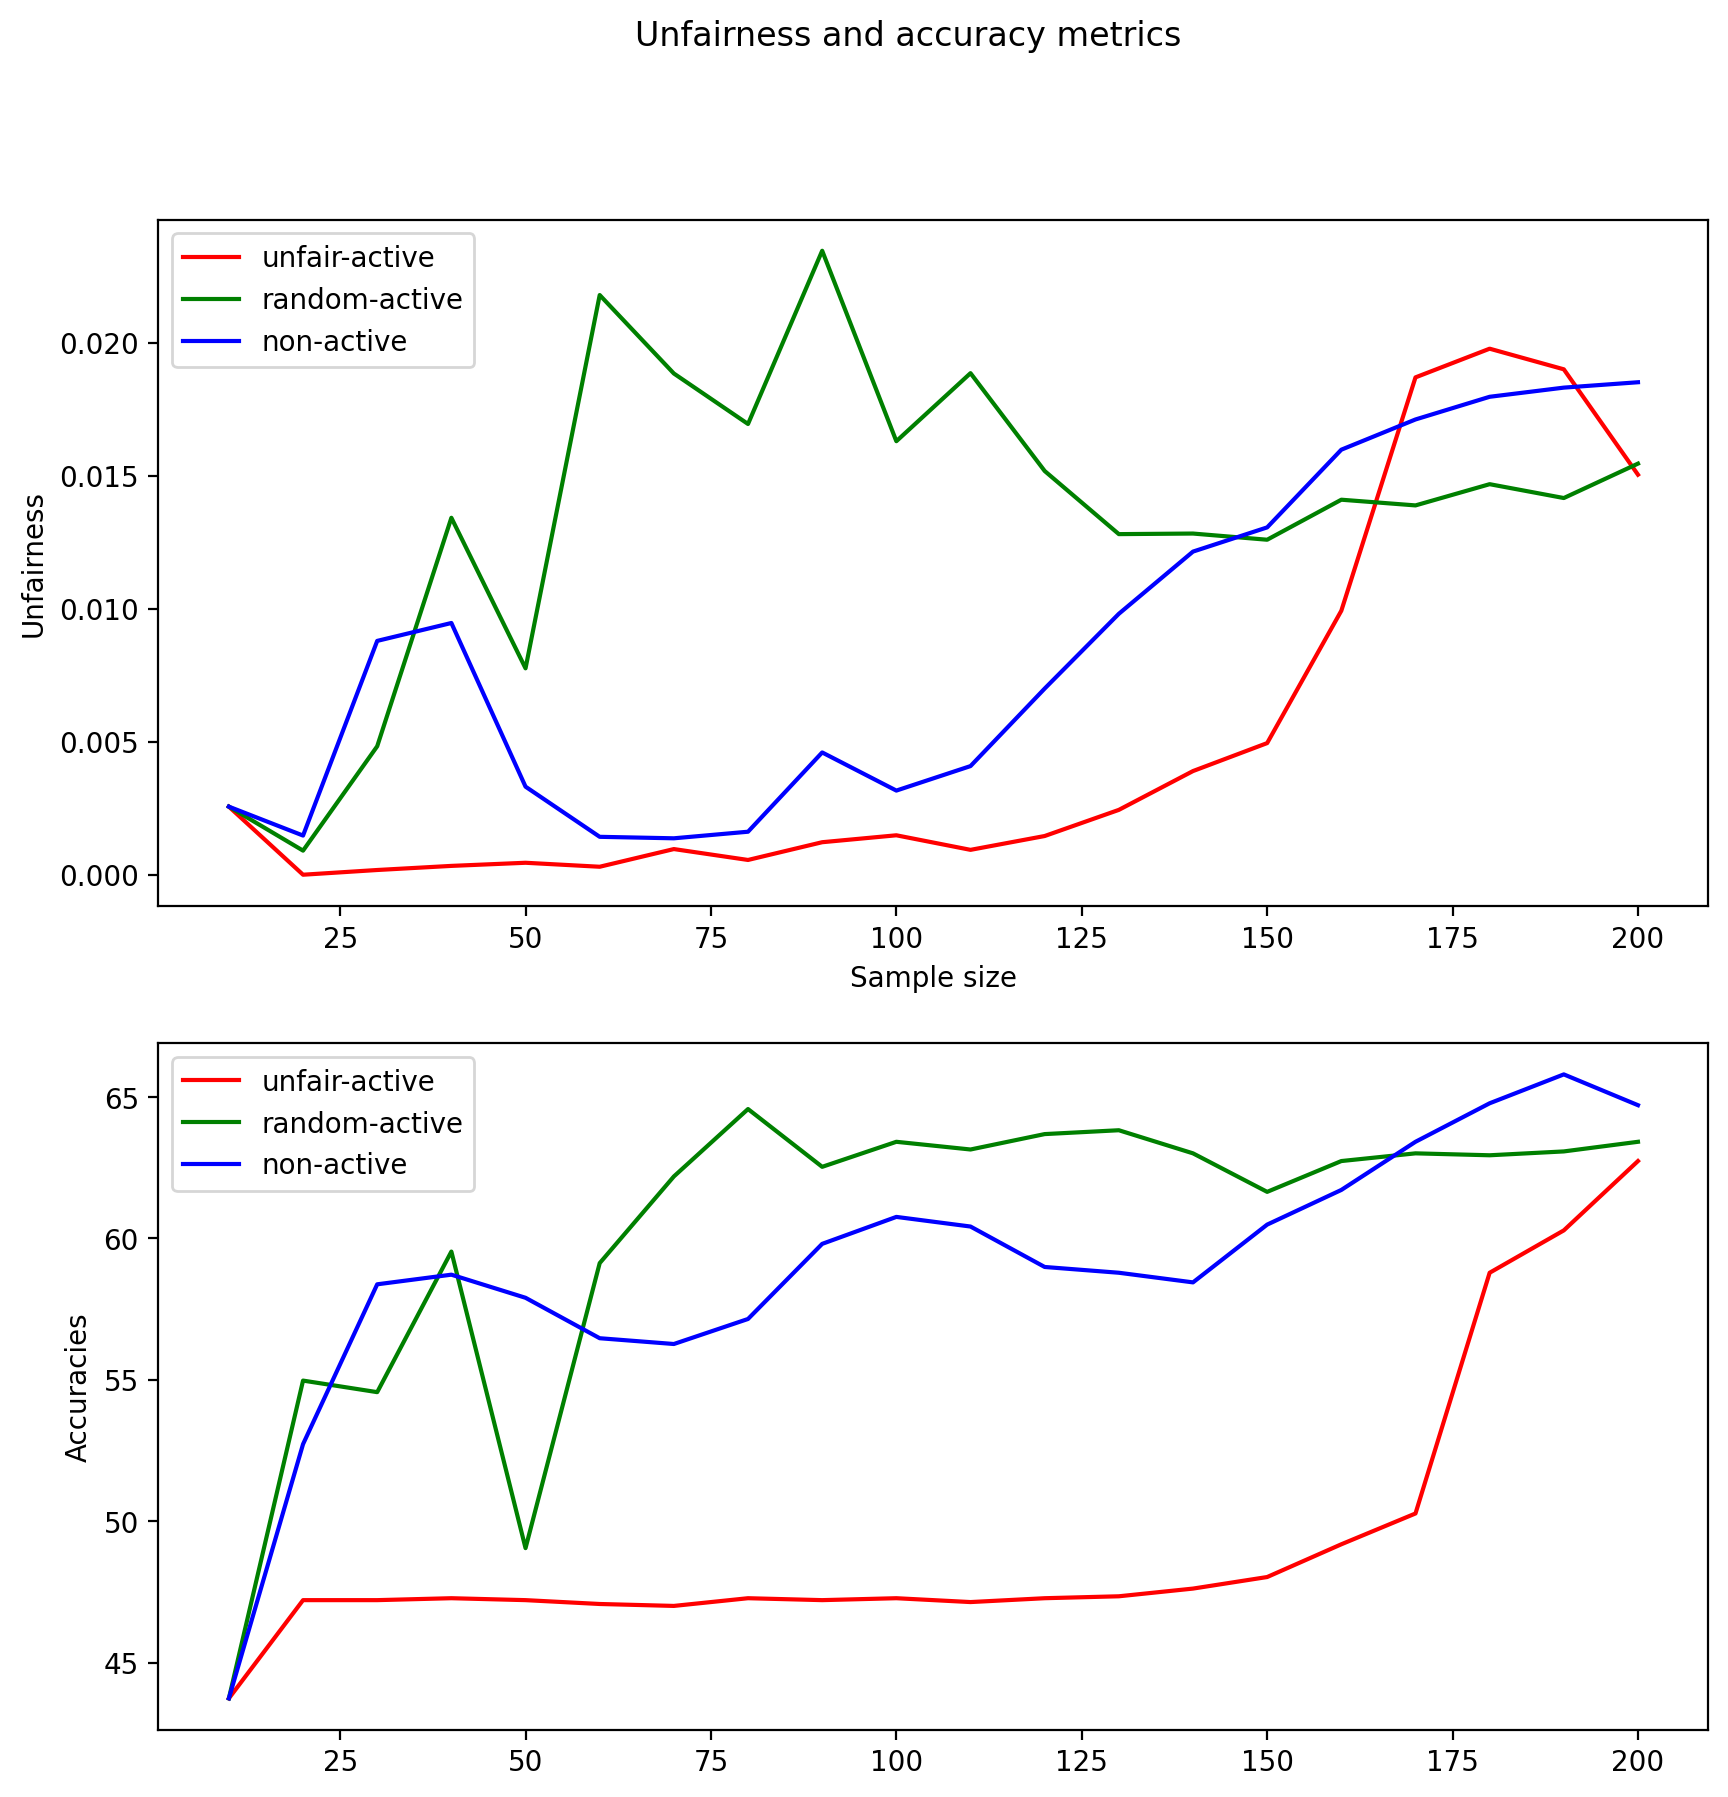 Unfairness and accuracy metrics
unfair-active
random-active
non-active
0.020
0.015
0.010
0.005
0.000
Unfairness
25 50 75 100 125 150 175 200
Sample size
unfair-active
random-active
non-active
65
60
55
50
45
Accuracies
25 50 75 100 125 150 175 200